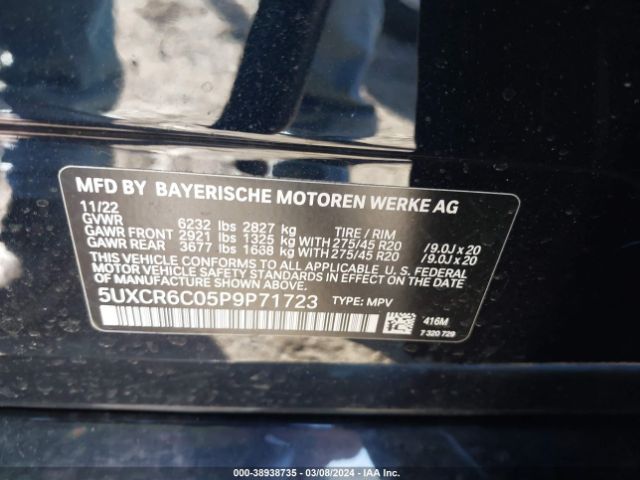 MFD BY BAYERISCHE MOTOREN WERKE AG
11/22
GVWR 6232 lbs 2827 kg TIRE / RIM
GAWR FRONT 2921 lbs 1325 kg WITH 275/45 R20 /9.0J x 20
GAWR REAR 3677 lbs 1668 kg WITH 275/45 R20 /9.0J x 20
THIS VEHICLE CONFORMS TO ALL APPLICABLE U.S. FEDERAL
MOTOR VEHICLE SAFETY STANDARDS IN EFFECT ON THE
DATE OF MANUFACTURE SHOWN ABOVE.
5UXCR6C05P9P71723 TYPE: MPV
416M
7 320 729
000-38938735 - 03/08/2024 - IAA Inc.